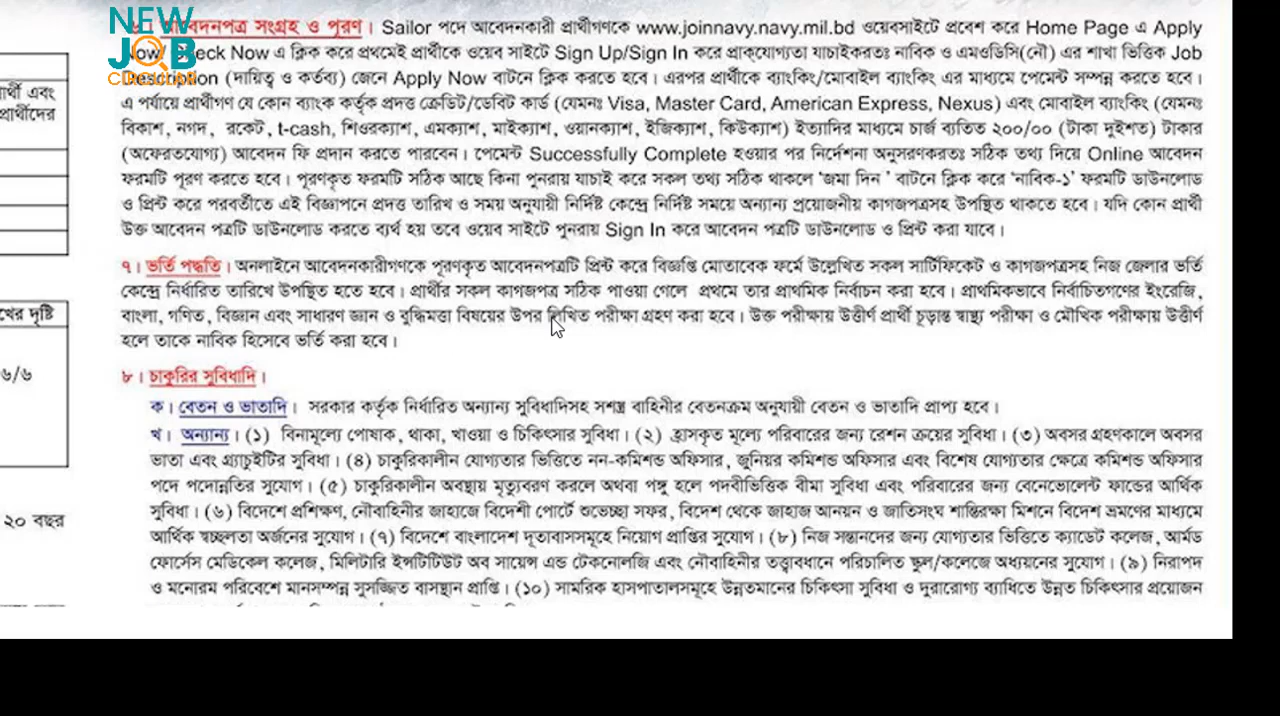 NEW
JOB
CIRCULAR
আবেদনপত্র সংগ্রহ ও পূরণ। Sailor পদে আবেদনকারী প্রার্থীগণকে www.joinnavy.navy.mil.bd ওয়েবসাইটে প্রবেশ করে Home Page এ Apply
Check Now এ ক্লিক করে প্রথমেই প্রার্থীকে ওয়েব সাইটে Sign Up/Sign In করে প্রাক্‌যোগ্যতা যাচাইকরতঃ নাবিক ও এমওডিসি(নৌ) এর শাখা ভিত্তিক Job
Description (দায়িত্ব ও কর্তব্য) জেনে Apply Now বাটনে ক্লিক করতে হবে। এরপর প্রার্থীকে ব্যাংকিং/মোবাইল ব্যাংকিং এর মাধ্যমে পেমেন্ট সম্পন্ন করতে হবে।
এ পর্যায়ে প্রার্থীগণ যে কোন ব্যাংক কর্তৃক প্রদত্ত ক্রেডিট/ডেবিট কার্ড (যেমনঃ Visa, Master Card, American Express, Nexus) এবং মোবাইল ব্যাংকিং (যেমনঃ
বিকাশ, নগদ, রকেট, t-cash, শিওরক্যাশ, এমক্যাশ, মাইক্যাশ, ওয়ানক্যাশ, ইজিক্যাশ, কিউক্যাশ) ইত্যাদির মাধ্যমে চার্জ ব্যতিত ২০০/০০ (টাকা দুইশত) টাকার
(অফেরতযোগ্য) আবেদন ফি প্রদান করতে পারবেন। পেমেন্ট Successfully Complete হওয়ার পর নির্দেশনা অনুসরণকরতঃ সঠিক তথ্য দিয়ে Online আবেদন
ফরমটি পূরণ করতে হবে। পূরণকৃত ফরমটি সঠিক আছে কিনা পুনরায় যাচাই করে সকল তথ্য সঠিক থাকলে ‘জমা দিন ’ বাটনে ক্লিক করে ‘নাবিক-১’ ফরমটি ডাউনলোড
ও প্রিন্ট করে পরবর্তীতে এই বিজ্ঞাপনে প্রদত্ত তারিখ ও সময় অনুযায়ী নির্দিষ্ট কেন্দ্রে নির্দিষ্ট সময়ে অন্যান্য প্রয়োজনীয় কাগজপত্রসহ উপস্থিত থাকতে হবে। যদি কোন প্রার্থী
উক্ত আবেদন পত্রটি ডাউনলোড করতে ব্যর্থ হয় তবে ওয়েব সাইটে পুনরায় Sign In করে আবেদন পত্রটি ডাউনলোড ও প্রিন্ট করা যাবে।
৭। ভর্তি পদ্ধতি। অনলাইনে আবেদনকারীগণকে পূরণকৃত আবেদনপত্রটি প্রিন্ট করে বিজ্ঞপ্তি মোতাবেক ফর্মে উল্লেখিত সকল সার্টিফিকেট ও কাগজপত্রসহ নিজ জেলার ভর্তি
কেন্দ্রে নির্ধারিত তারিখে উপস্থিত হতে হবে। প্রার্থীর সকল কাগজপত্র সঠিক পাওয়া গেলে প্রথমে তার প্রাথমিক নির্বাচন করা হবে। প্রাথমিকভাবে নির্বাচিতগণের ইংরেজি,
বাংলা, গণিত, বিজ্ঞান এবং সাধারণ জ্ঞান ও বুদ্ধিমত্তা বিষয়ের উপর লিখিত পরীক্ষা গ্রহণ করা হবে। উক্ত পরীক্ষায় উত্তীর্ণ প্রার্থী চূড়ান্ত স্বাস্থ্য পরীক্ষা ও মৌখিক পরীক্ষায় উত্তীর্ণ
হলে তাকে নাবিক হিসেবে ভর্তি করা হবে।
৮। চাকুরির সুবিধাদি।
ক। বেতন ও ভাতাদি। সরকার কর্তৃক নির্ধারিত অন্যান্য সুবিধাদিসহ সশস্ত্র বাহিনীর বেতনক্রম অনুযায়ী বেতন ও ভাতাদি প্রাপ্য হবে।
খ। অন্যান্য। (১) বিনামূল্যে পোষাক, থাকা, খাওয়া ও চিকিৎসার সুবিধা। (২) হ্রাসকৃত মূল্যে পরিবারের জন্য রেশন ক্রয়ের সুবিধা। (৩) অবসর গ্রহণকালে অবসর
ভাতা এবং গ্র্যাচুইটির সুবিধা। (৪) চাকুরিকালীন যোগ্যতার ভিত্তিতে নন-কমিশন্ড অফিসার, জুনিয়র কমিশন্ড অফিসার এবং বিশেষ যোগ্যতার ক্ষেত্রে কমিশন্ড অফিসার
পদে পদোন্নতির সুযোগ। (৫) চাকুরিকালীন অবস্থায় মৃত্যুবরণ করলে অথবা পঙ্গু হলে পদবীভিত্তিক বীমা সুবিধা এবং পরিবারের জন্য বেনেভোলেন্ট ফান্ডের আর্থিক
সুবিধা। (৬) বিদেশে প্রশিক্ষণ, নৌবাহিনীর জাহাজে বিদেশী পোর্টে শুভেচ্ছা সফর, বিদেশ থেকে জাহাজ আনয়ন ও জাতিসংঘ শান্তিরক্ষা মিশনে বিদেশ ভ্রমণের মাধ্যমে
আর্থিক স্বচ্ছলতা অর্জনের সুযোগ। (৭) বিদেশে বাংলাদেশ দূতাবাসসমূহে নিয়োগ প্রাপ্তির সুযোগ। (৮) নিজ সন্তানদের জন্য যোগ্যতার ভিত্তিতে ক্যাডেট কলেজ, আর্মড
ফোর্সেস মেডিকেল কলেজ, মিলিটারি ইন্সটিটিউট অব সায়েন্স এন্ড টেকনোলজি এবং নৌবাহিনীর তত্ত্বাবধানে পরিচালিত স্কুল/কলেজে অধ্যয়নের সুযোগ। (৯) নিরাপদ
ও মনোরম পরিবেশে মানসম্পন্ন সুসজ্জিত বাসস্থান প্রাপ্তি। (১০) সামরিক হাসপাতালসমূহে উন্নতমানের চিকিৎসা সুবিধা ও দুরারোগ্য ব্যাধিতে উন্নত চিকিৎসার প্রয়োজন
র্থী এবং
প্রার্থীদের
খের দৃষ্টি
৬/৬
২০ বছর